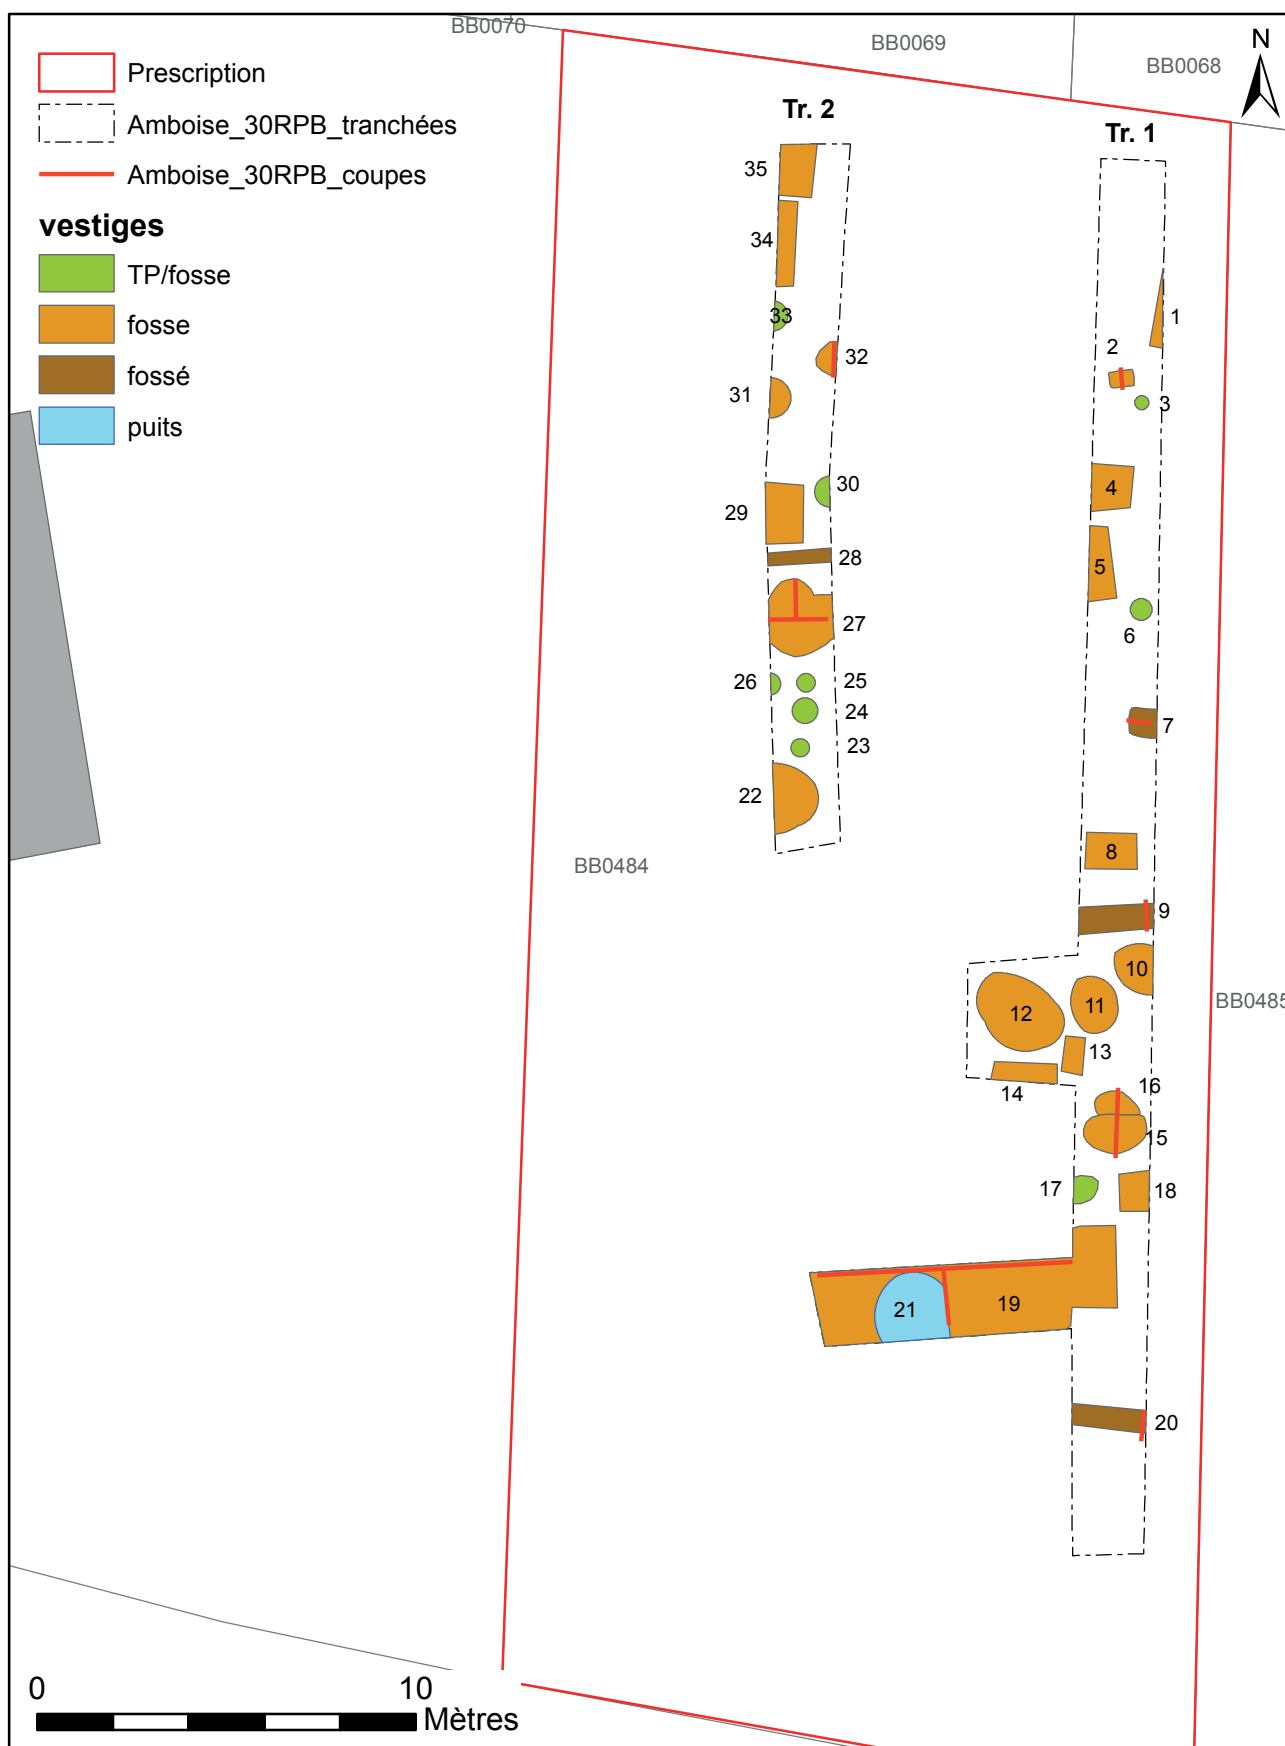 BB0070
BB0069
BB0068
N
Prescription
Amboise_30RPB_tranchées
Amboise_30RPB_coupes
vestiges
TP/fosse
fosse
fossé
puits
Tr. 2
Tr. 1
35
34
33
32
31
30
29
28
27
26
25
24
23
22
1
2
3
4
5
6
7
8
9
10
11
12
13
14
16
15
17
18
19
21
20
BB0484
BB0485
0
10
Mètres